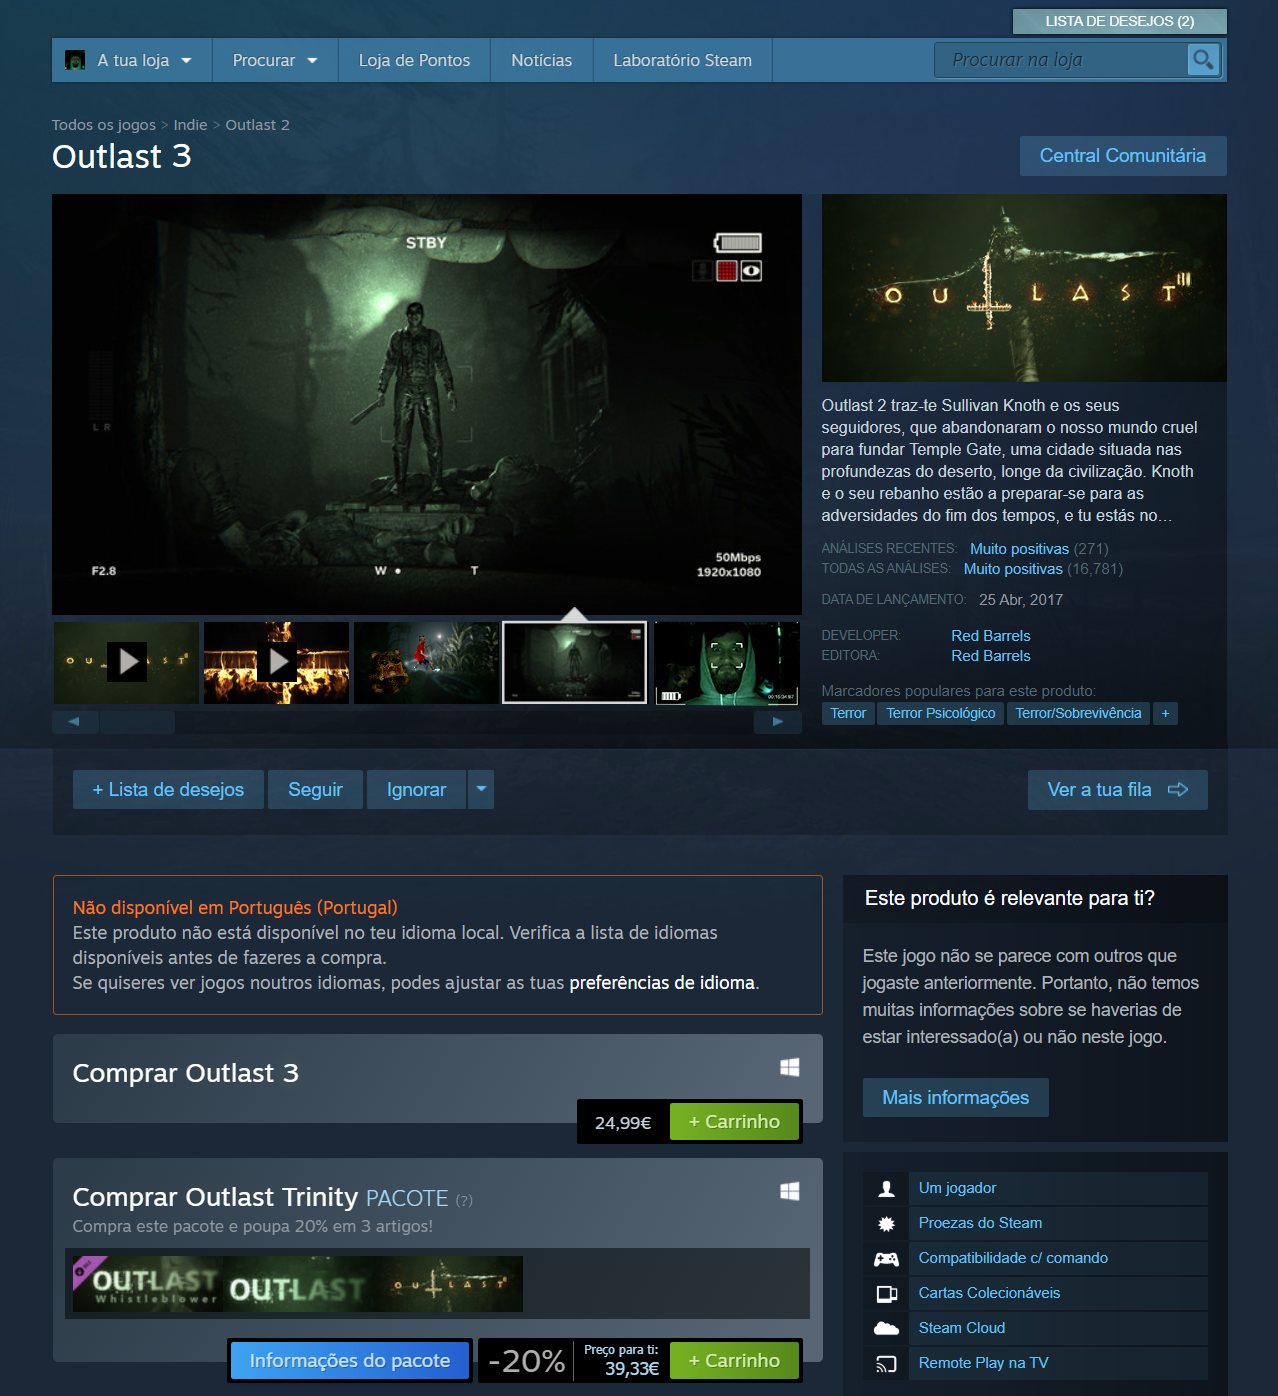 LISTA DE DESEJOS (2)
A tua loja
Procurar
Loja de Pontos
Notícias
Laboratório Steam
Procurar na loja
Todos os jogos > Indie > Outlast 2
Outlast 3
Central Comunitária
STBY
L R
F2.8
W
T
50Mbps
1920x1080
OUTLAST III
Outlast 2 traz-te Sullivan Knoth e os seus
seguidores, que abandonaram o nosso mundo cruel
para fundar Temple Gate, uma cidade situada nas
profundezas do deserto, longe da civilização. Knoth
e o seu rebanho estão a preparar-se para as
adversidades do fim dos tempos, e tu estás no...
ANÁLISES RECENTES: Muito positivas (271)
TODAS AS ANÁLISES: Muito positivas (16,781)
DATA DE LANÇAMENTO: 25 Abr, 2017
DEVELOPER: Red Barrels
EDITORA: Red Barrels
Marcadores populares para este produto:
Terror
Terror Psicológico
Terror/Sobrevivência
+
+ Lista de desejos
Seguir
Ignorar
Ver a tua fila
Não disponível em Português (Portugal)
Este produto não está disponível no teu idioma local. Verifica a lista de idiomas
disponíveis antes de fazeres a compra.
Se quiseres ver jogos noutros idiomas, podes ajustar as tuas preferências de idioma.
Comprar Outlast 3
24,99€
+ Carrinho
Comprar Outlast Trinity PACOTE (?)
Compra este pacote e poupa 20% em 3 artigos!
OUTLAST
Whistleblower
OUTLAST
OUTLAST
Informações do pacote
-20%
Preço para ti:
39,33€
+ Carrinho
Este produto é relevante para ti?
Este jogo não se parece com outros que
jogaste anteriormente. Portanto, não temos
muitas informações sobre se haverias de
estar interessado(a) ou não neste jogo.
Mais informações
Um jogador
Proezas do Steam
Compatibilidade c/ comando
Cartas Colecionáveis
Steam Cloud
Remote Play na TV